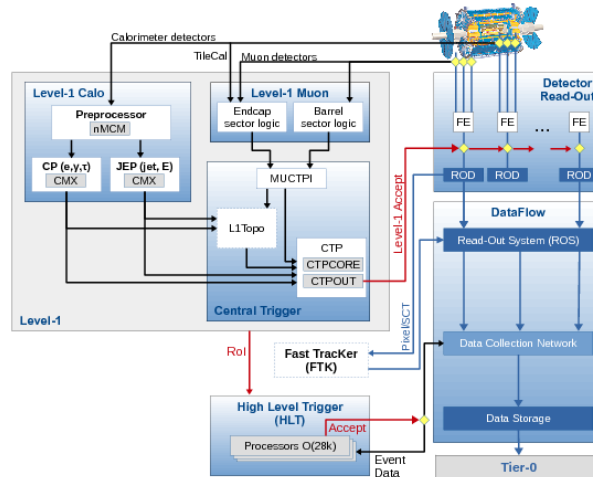 Calorimeter detectors
TileCal
Muon detectors
Level-1 Calo
Preprocessor
nMCM
CP (e,γ,τ)
CMX
JEP (jet, E)
CMX
Level-1 Muon
Endcap
sector logic
Barrel
sector logic
MUCTPI
L1Topo
CTP
CTPCORE
CTPOUT
Central Trigger
Level-1
Level-1 Accept
Detector
Read-Out
FE
FE
...
FE
ROD
ROD
ROD
DataFlow
Read-Out System (ROS)
Data Collection Network
Data Storage
Tier-0
Pixel/SCT
RoI
Fast TracKer
(FTK)
High Level Trigger
(HLT)
Accept
Processors O(28k)
Event
Data